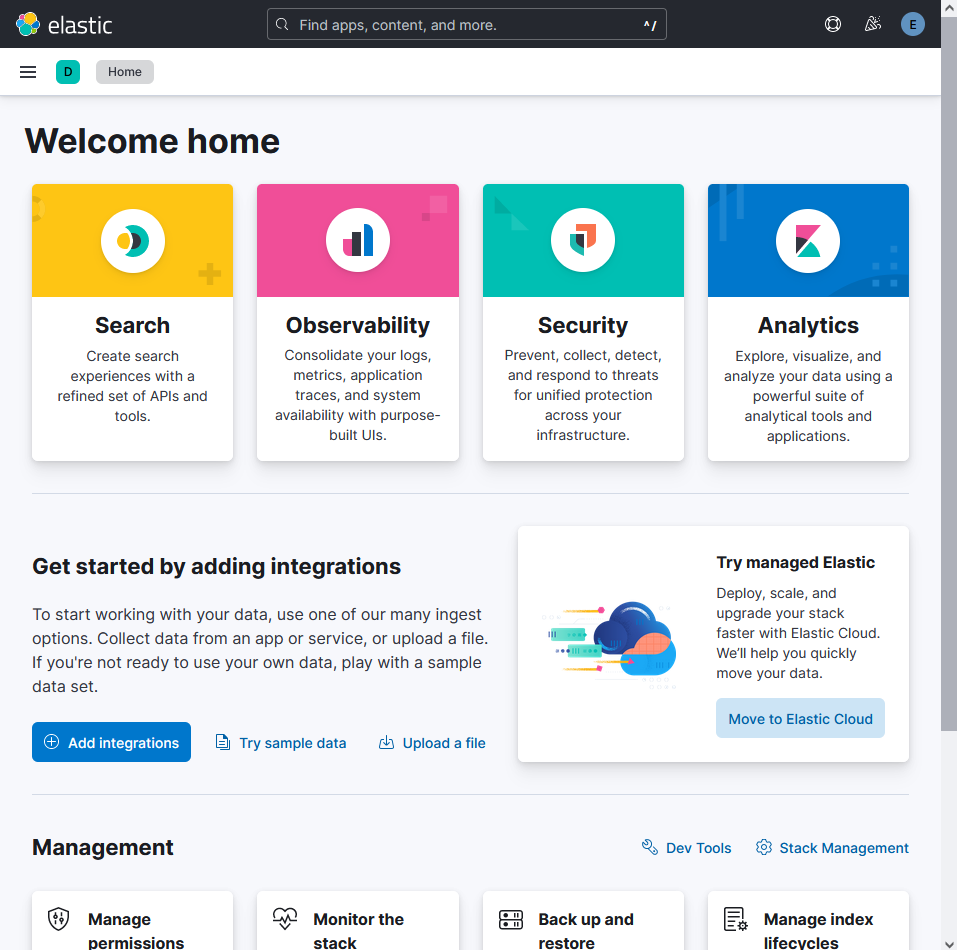 elastic
Find apps, content, and more.
^/
E
D
Home
Welcome home
Search
Create search
experiences with a
refined set of APIs and
tools.
Observability
Consolidate your logs,
metrics, application
traces, and system
availability with purpose-
built UIs.
Security
Prevent, collect, detect,
and respond to threats
for unified protection
across your
infrastructure.
Analytics
Explore, visualize, and
analyze your data using a
powerful suite of
analytical tools and
applications.
Get started by adding integrations
To start working with your data, use one of our many ingest
options. Collect data from an app or service, or upload a file.
If you're not ready to use your own data, play with a sample
data set.
Add integrations
Try sample data
Upload a file
Try managed Elastic
Deploy, scale, and
upgrade your stack
faster with Elastic Cloud.
We’ll help you quickly
move your data.
Move to Elastic Cloud
Management
Dev Tools
Stack Management
Manage
permissions
Monitor the
stack
Back up and
restore
Manage index
lifecycles